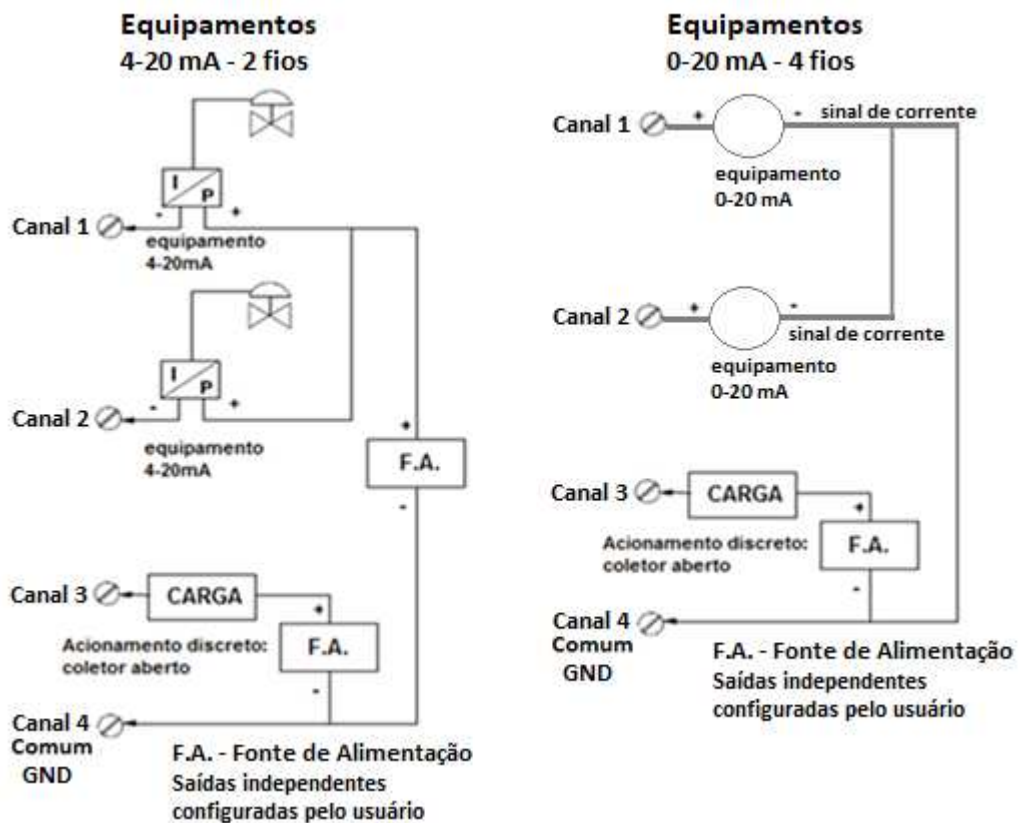 Equipamentos
4-20 mA - 2 fios
I
P
Canal 1
-
+
equipamento
4-20mA
I
P
Canal 2
-
+
equipamento
4-20mA
+
F.A.
-
Canal 3
CARGA
+
Acionamento discreto:
coletor aberto
F.A.
-
Canal 4
Comum
GND
F.A. - Fonte de Alimentação
Saídas independentes
configuradas pelo usuário
Equipamentos
0-20 mA - 4 fios
Canal 1
+
-
sinal de corrente
equipamento
0-20 mA
Canal 2
+
-
sinal de corrente
equipamento
0-20 mA
Canal 3
CARGA
+
Acionamento discreto:
coletor aberto
F.A.
-
Canal 4
Comum
GND
F.A. - Fonte de Alimentação
Saídas independentes
configuradas pelo usuário